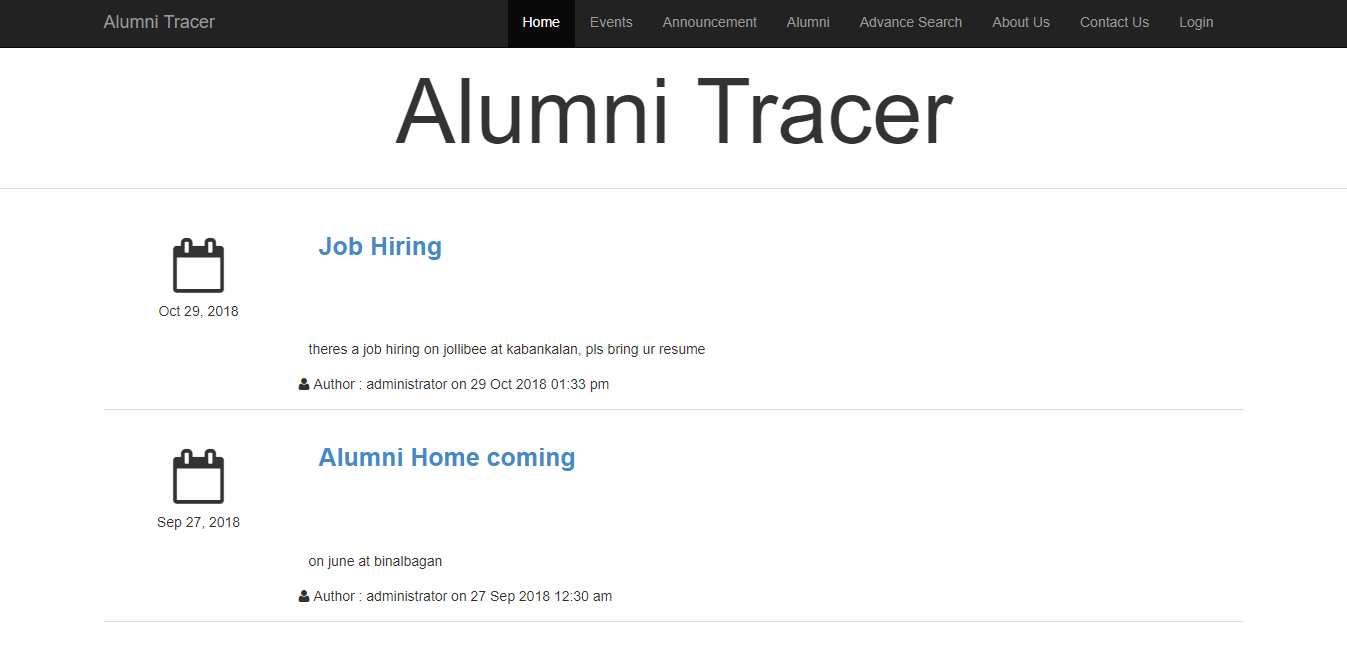 Alumni Tracer Home Events Announcement Alumni Advance Search About Us Contact Us Login
Alumni Tracer
Job Hiring
Oct 29, 2018
theres a job hiring on jollibee at kabankalan, pls bring ur resume
Author : administrator on 29 Oct 2018 01:33 pm
Alumni Home coming
Sep 27, 2018
on june at binalbagan
Author : administrator on 27 Sep 2018 12:30 am